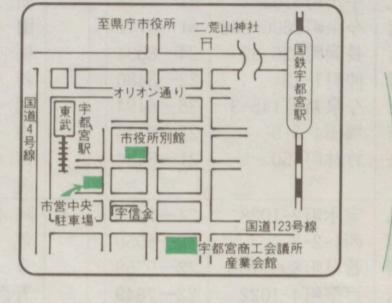 至県庁市役所
二荒山神社
国鉄宇都宮駅
オリオン通り
国道4号線
東武
宇都宮駅
市役所別館
市営中央
駐車場
宇信金
国道123号線
宇都宮商工会議所
産業会館